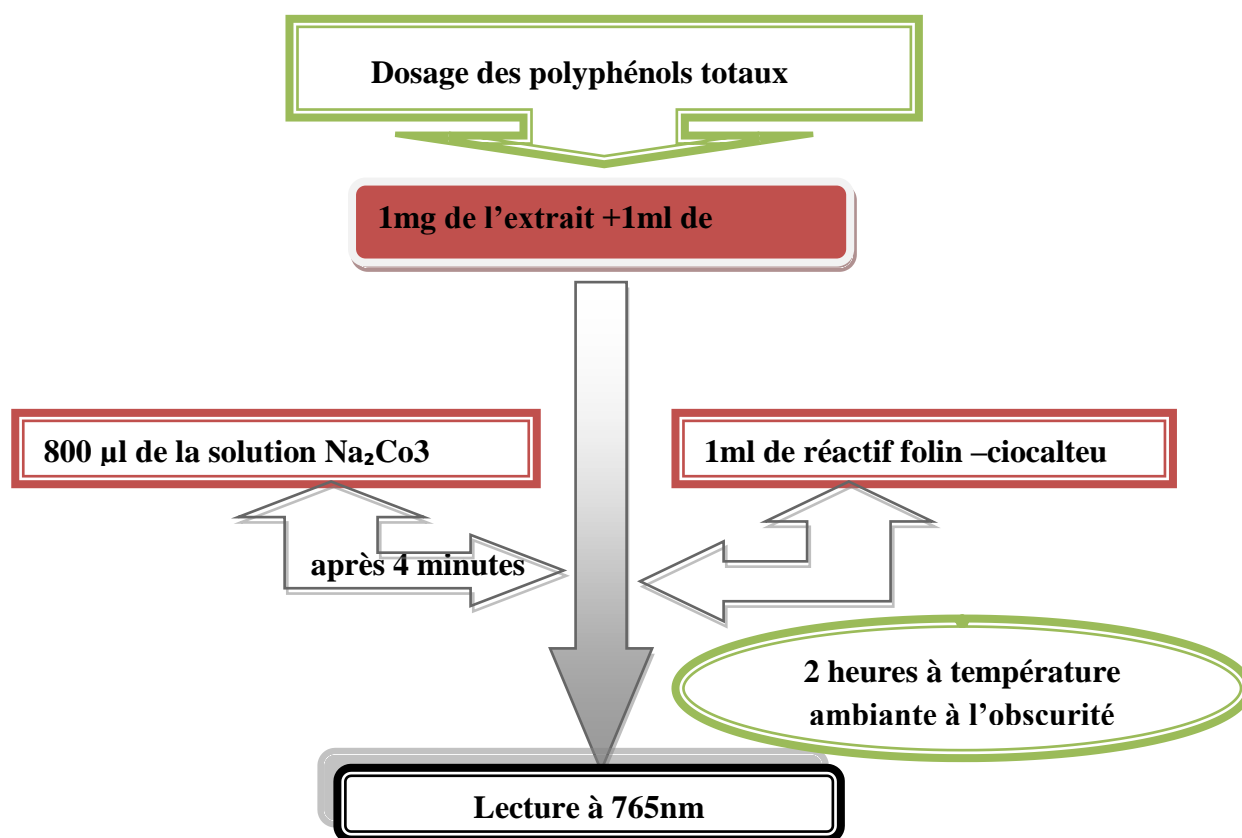 Dosage des polyphénols totaux
1mg de l’extrait +1ml de
800 µl de la solution Na₂Co3
1ml de réactif folin –ciocalteu
après 4 minutes
2 heures à température
ambiante à l’obscurité
Lecture à 765nm